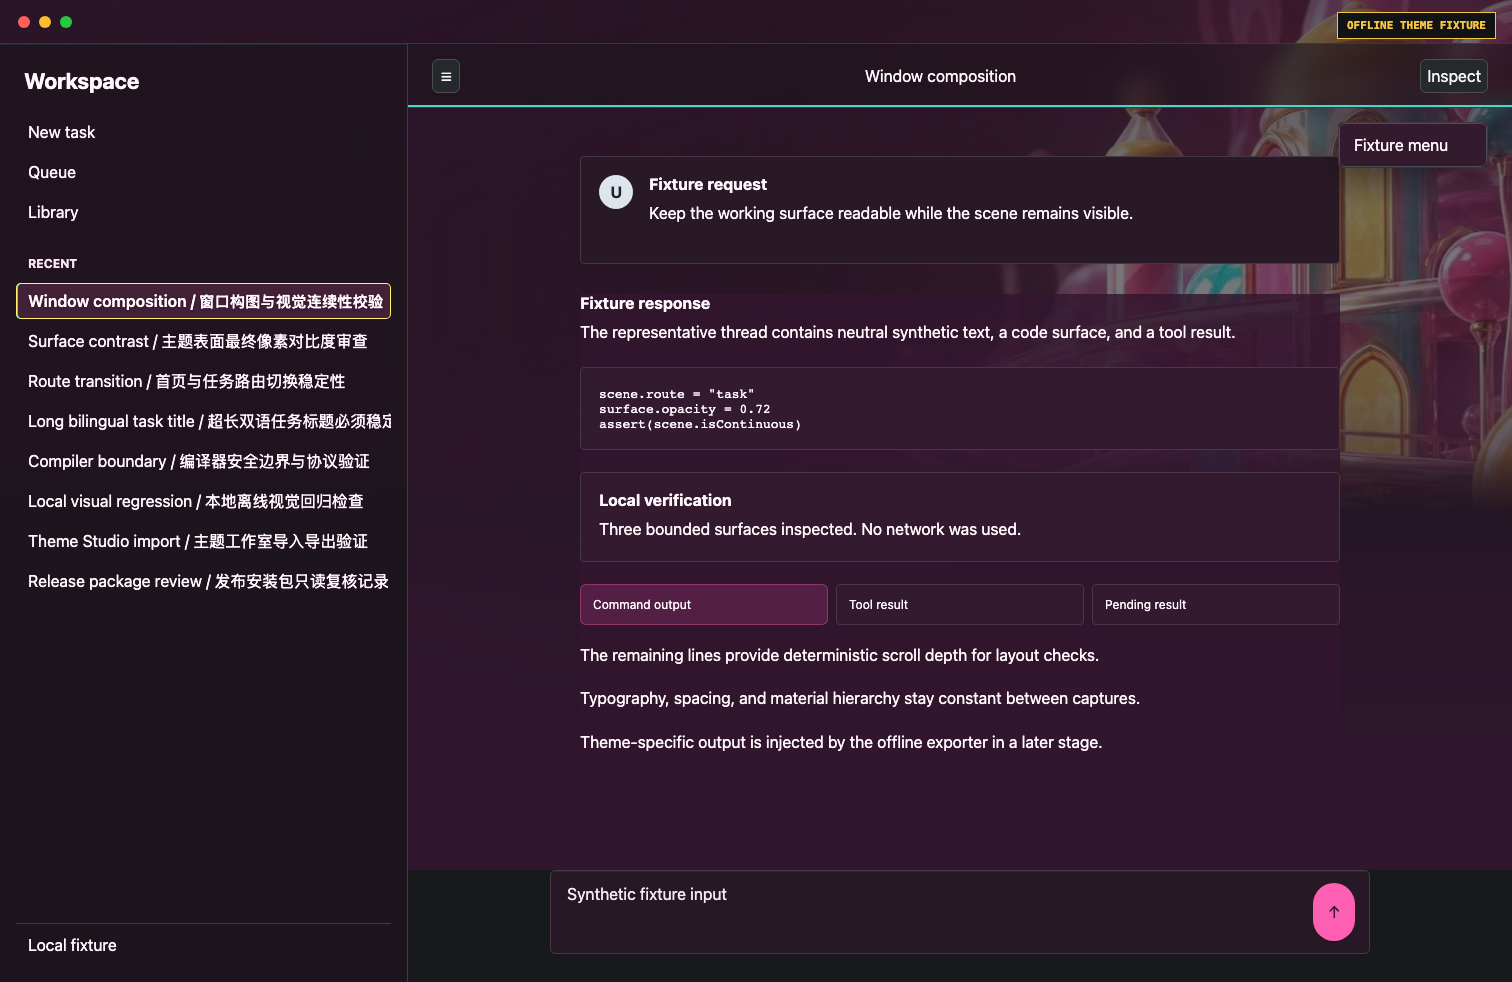 OFFLINE THEME FIXTURE
Workspace
New task
Queue
Library
RECENT
Window composition / 窗口构图与视觉连续性校验
Surface contrast / 主题表面最终像素对比度审查
Route transition / 首页与任务路由切换稳定性
Long bilingual task title / 超长双语任务标题必须稳定
Compiler boundary / 编译器安全边界与协议验证
Local visual regression / 本地离线视觉回归检查
Theme Studio import / 主题工作室导入导出验证
Release package review / 发布安装包只读复核记录
Local fixture
Window composition
Inspect
Fixture menu
U
Fixture request
Keep the working surface readable while the scene remains visible.
Fixture response
The representative thread contains neutral synthetic text, a code surface, and a tool result.
scene.route = "task"
surface.opacity = 0.72
assert(scene.isContinuous)
Local verification
Three bounded surfaces inspected. No network was used.
Command output
Tool result
Pending result
The remaining lines provide deterministic scroll depth for layout checks.
Typography, spacing, and material hierarchy stay constant between captures.
Theme-specific output is injected by the offline exporter in a later stage.
Synthetic fixture input